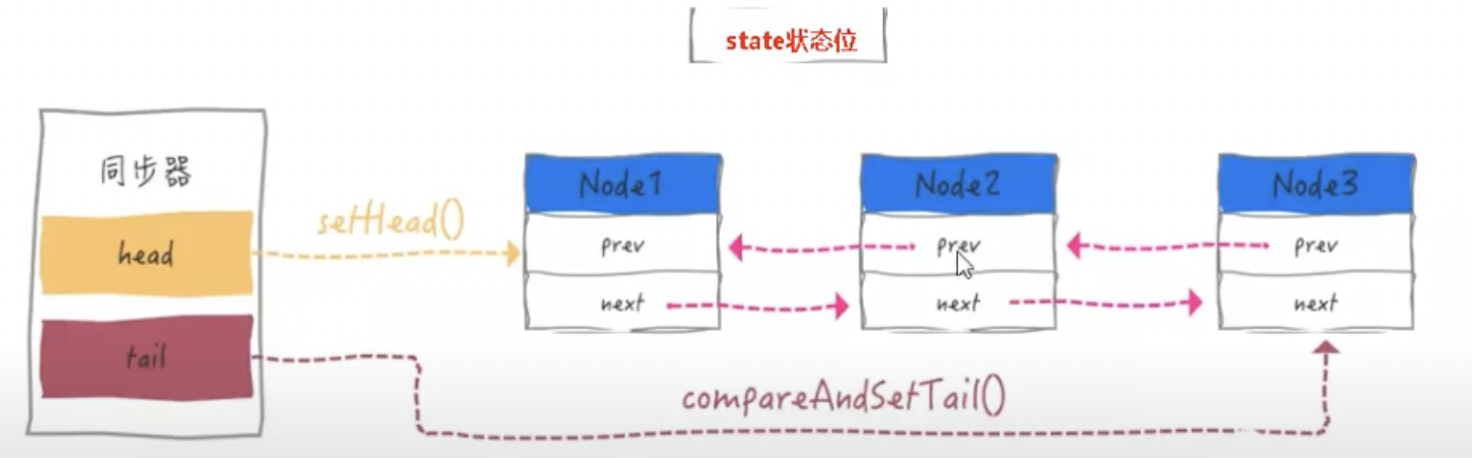 state状态位
同步器
head
tail
setHead()
Node1
prev
next
Node2
prev
next
Node3
prev
next
compareAndSetTail()